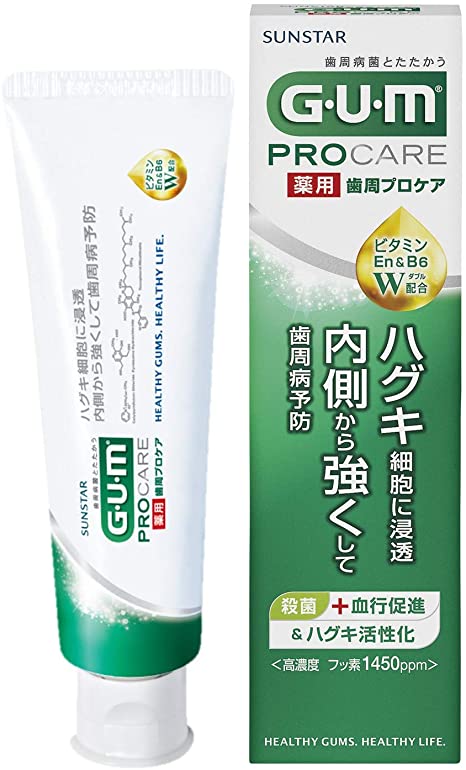 SUNSTAR
歯周病菌とたたかう
G・U・M®
PROCARE
薬用 歯周プロケア
ビタミン
En&B6
Wダブル配合
ハグキ細胞に浸透
内側から強くして
歯周病予防
殺菌+血行促進
&ハグキ活性化
<高濃度 フッ素1450ppm>
HEALTHY GUMS. HEALTHY LIFE.
SUNSTAR
歯周病菌とたたかう
G・U・M®
PROCARE
薬用 歯周プロケア
ハグキ細胞に浸透
内側から強くして歯周病予防
ビタミン
En&B6
W配合
HEALTHY GUMS. HEALTHY LIFE.